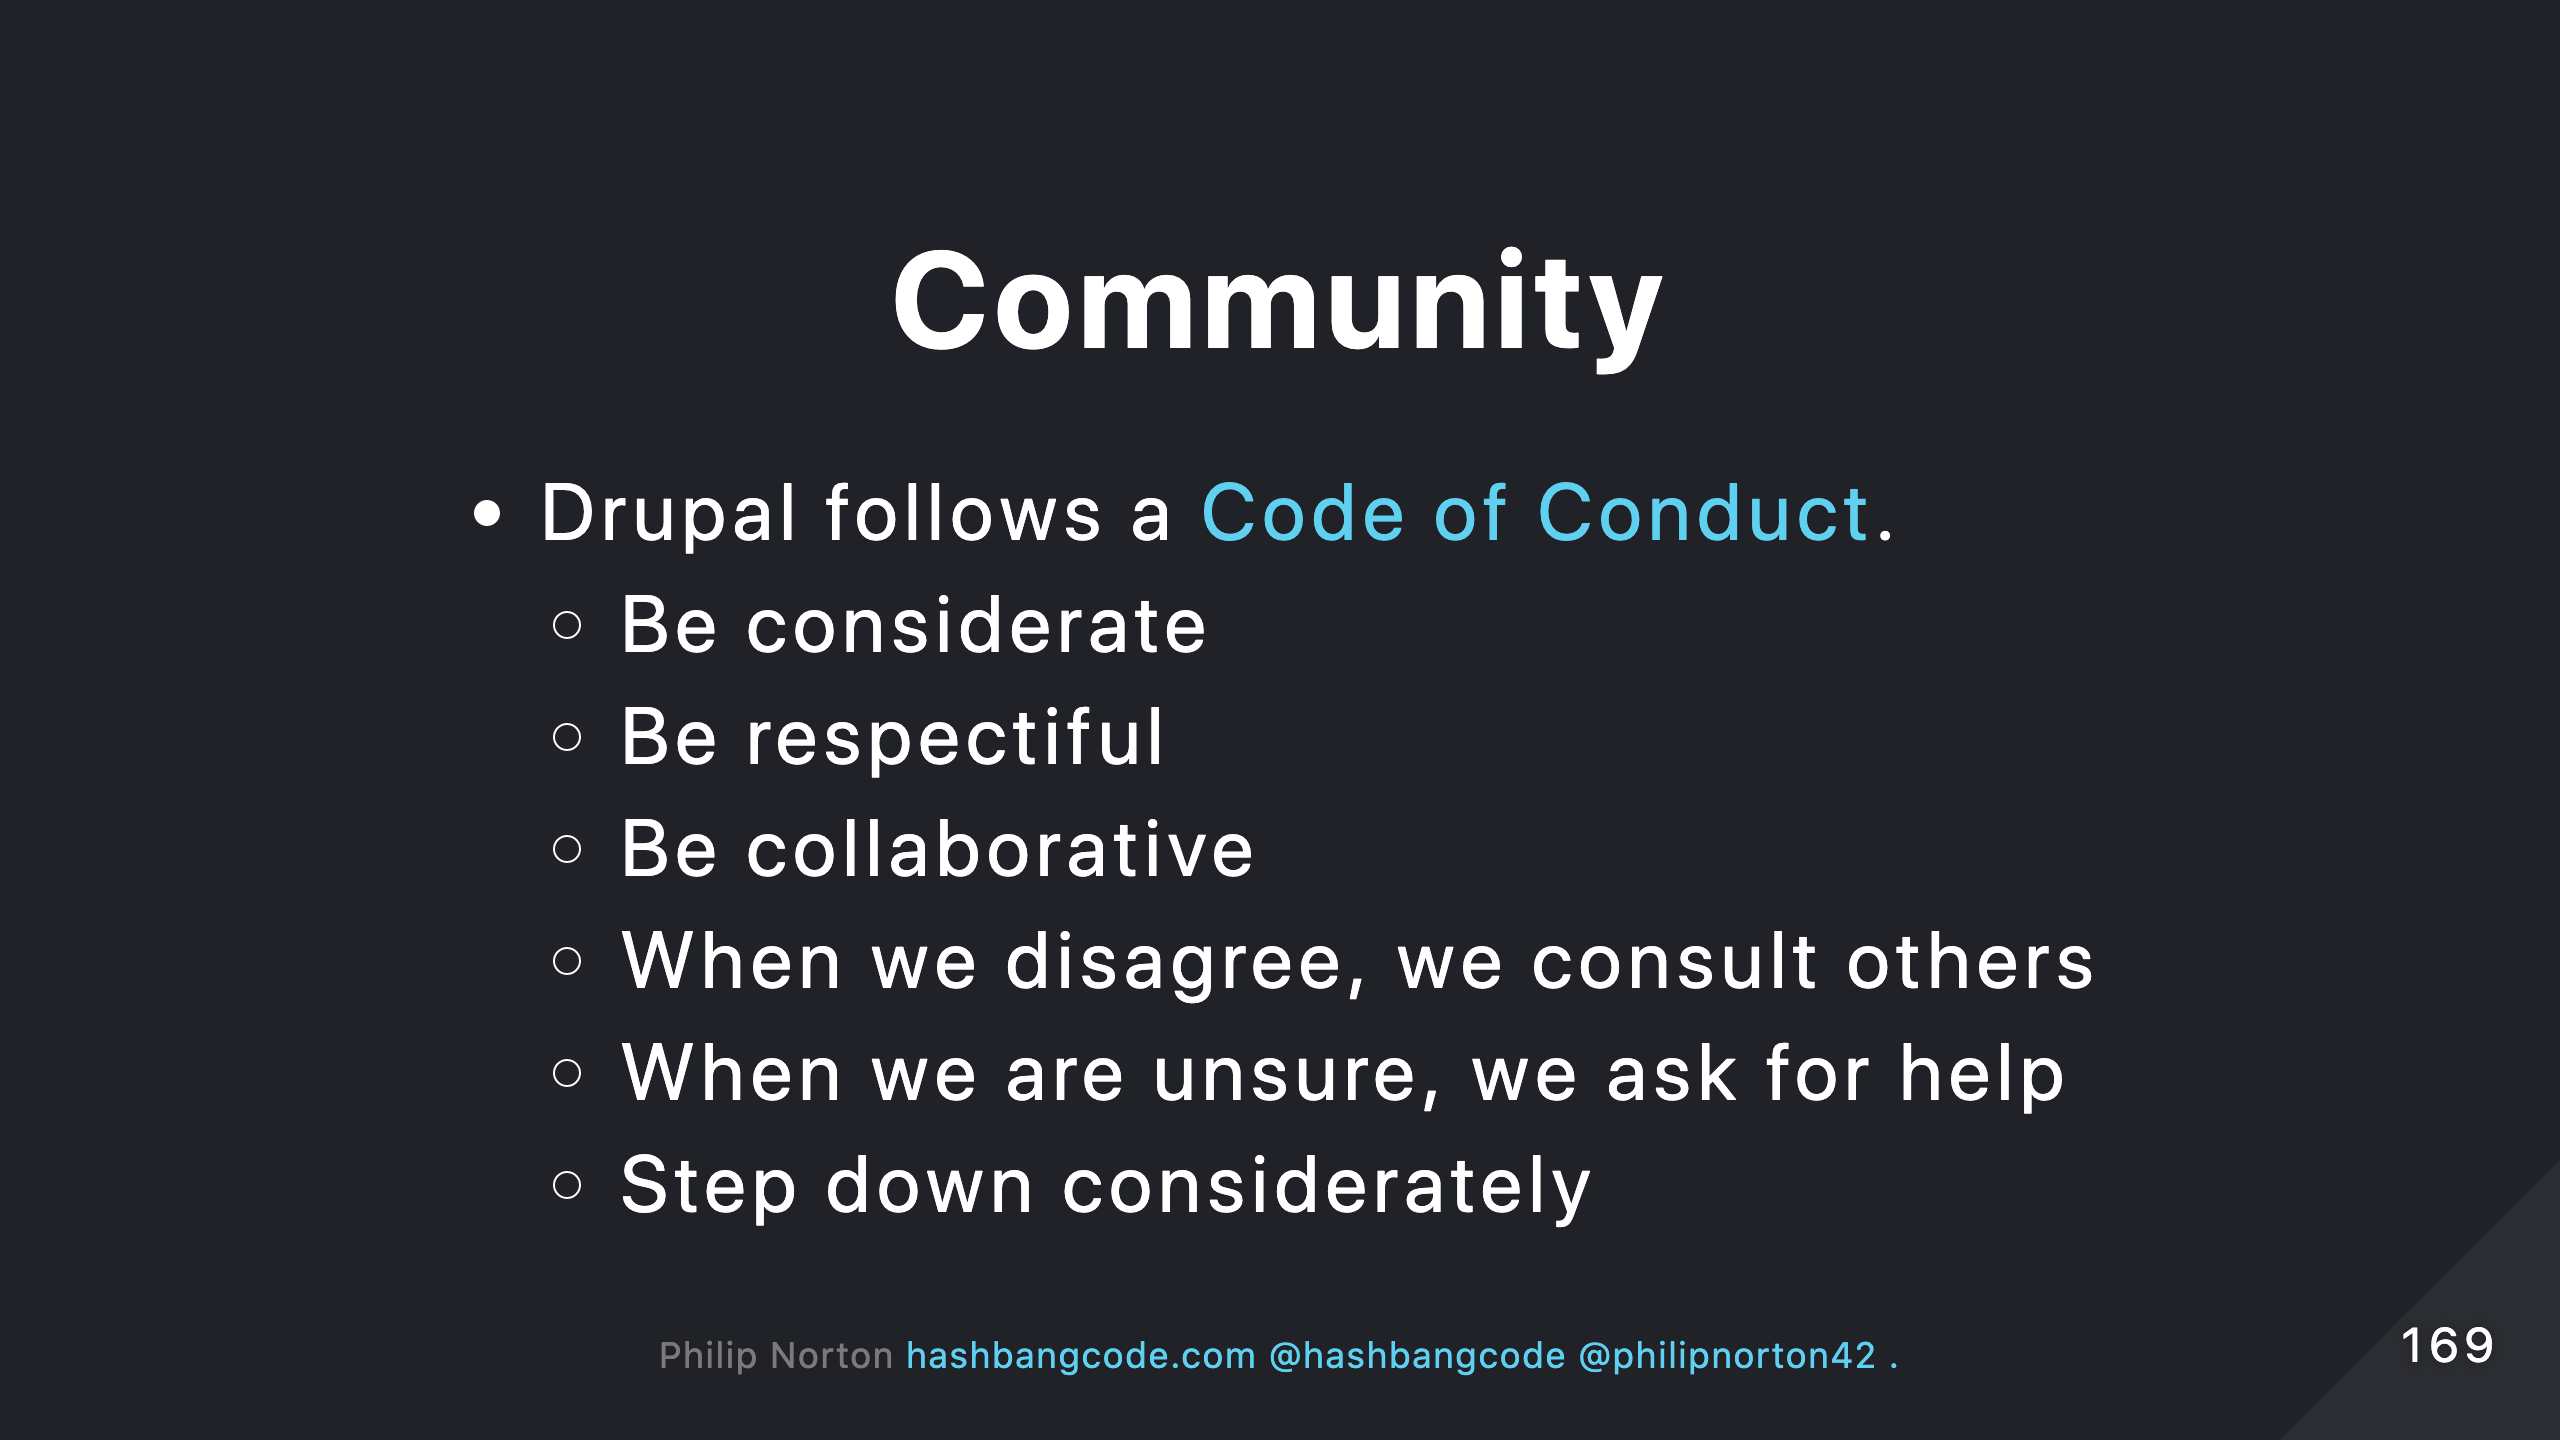 Community
• Drupal follows a Code of Conduct.
○ Be considerate
○ Be respectiful
○ Be collaborative
○ When we disagree, we consult others
○ When we are unsure, we ask for help
○ Step down considerately
Philip Norton hashbangcode.com @hashbangcode @philipnorton42 .
169